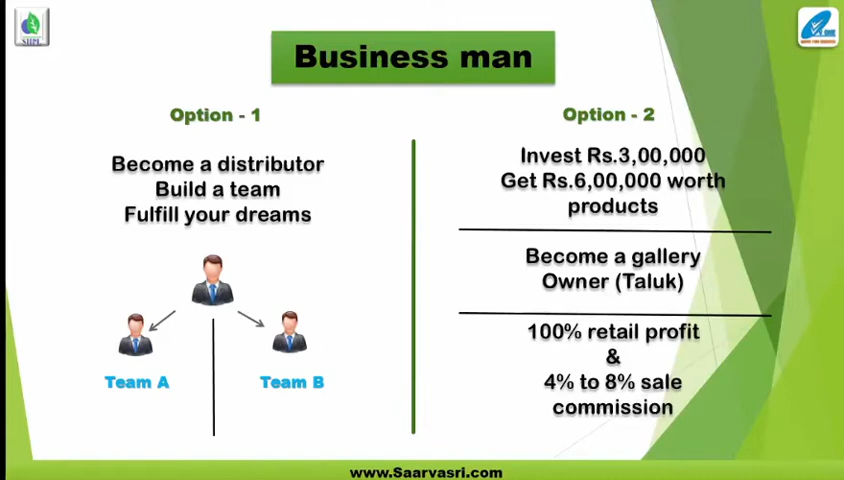 SHPL
Business man
Option - 1
Become a distributor
Build a team
Fulfill your dreams
Team A
Team B
Option - 2
Invest Rs.3,00,000
Get Rs.6,00,000 worth
products
Become a gallery
Owner (Taluk)
100% retail profit
&
4% to 8% sale
commission
www.Saarvasri.com